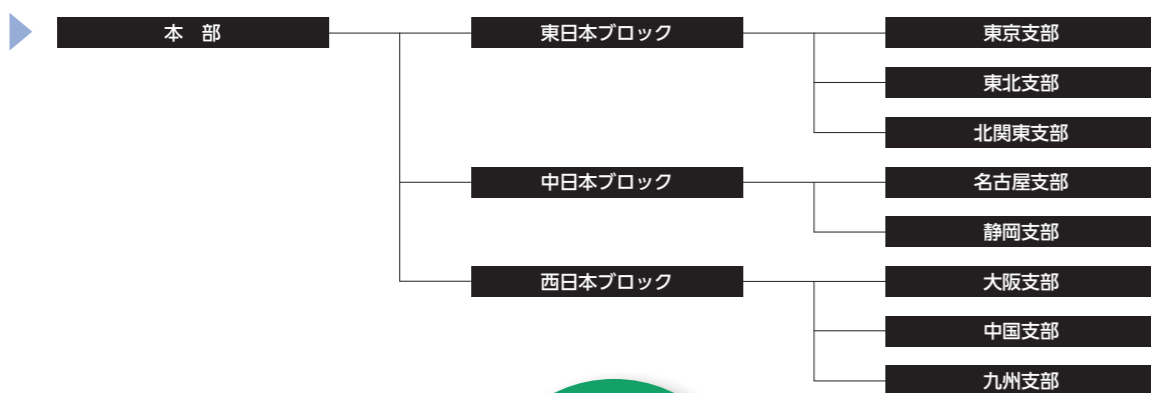 本 部
東日本ブロック
東京支部
東北支部
北関東支部
中日本ブロック
名古屋支部
静岡支部
西日本ブロック
大阪支部
中国支部
九州支部